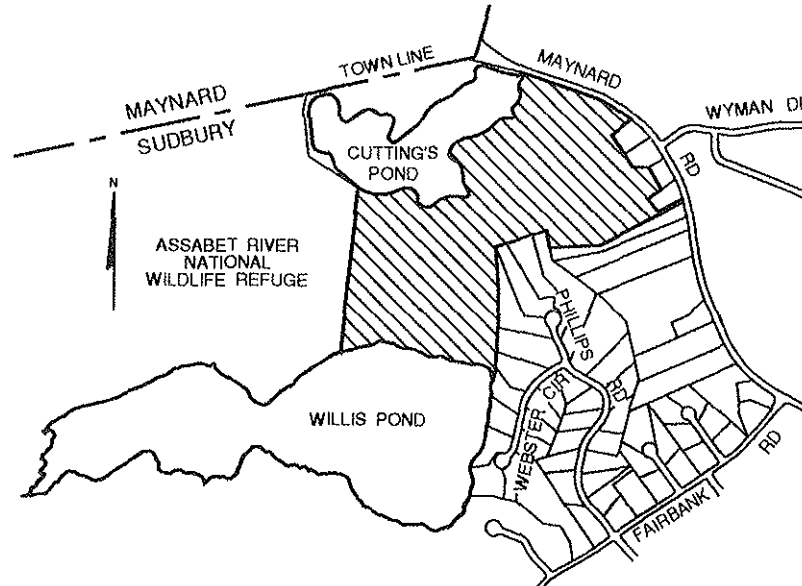 TOWN LINE
MAYNARD
MAYNARD
SUDBURY
WYMAN
CUTTING'S
POND
RD
N
ASSABET RIVER
NATIONAL
WILDLIFE REFUGE
PHILLIPS
RD
WEBSTER CIR
WILLIS POND
FAIRBANK
RD